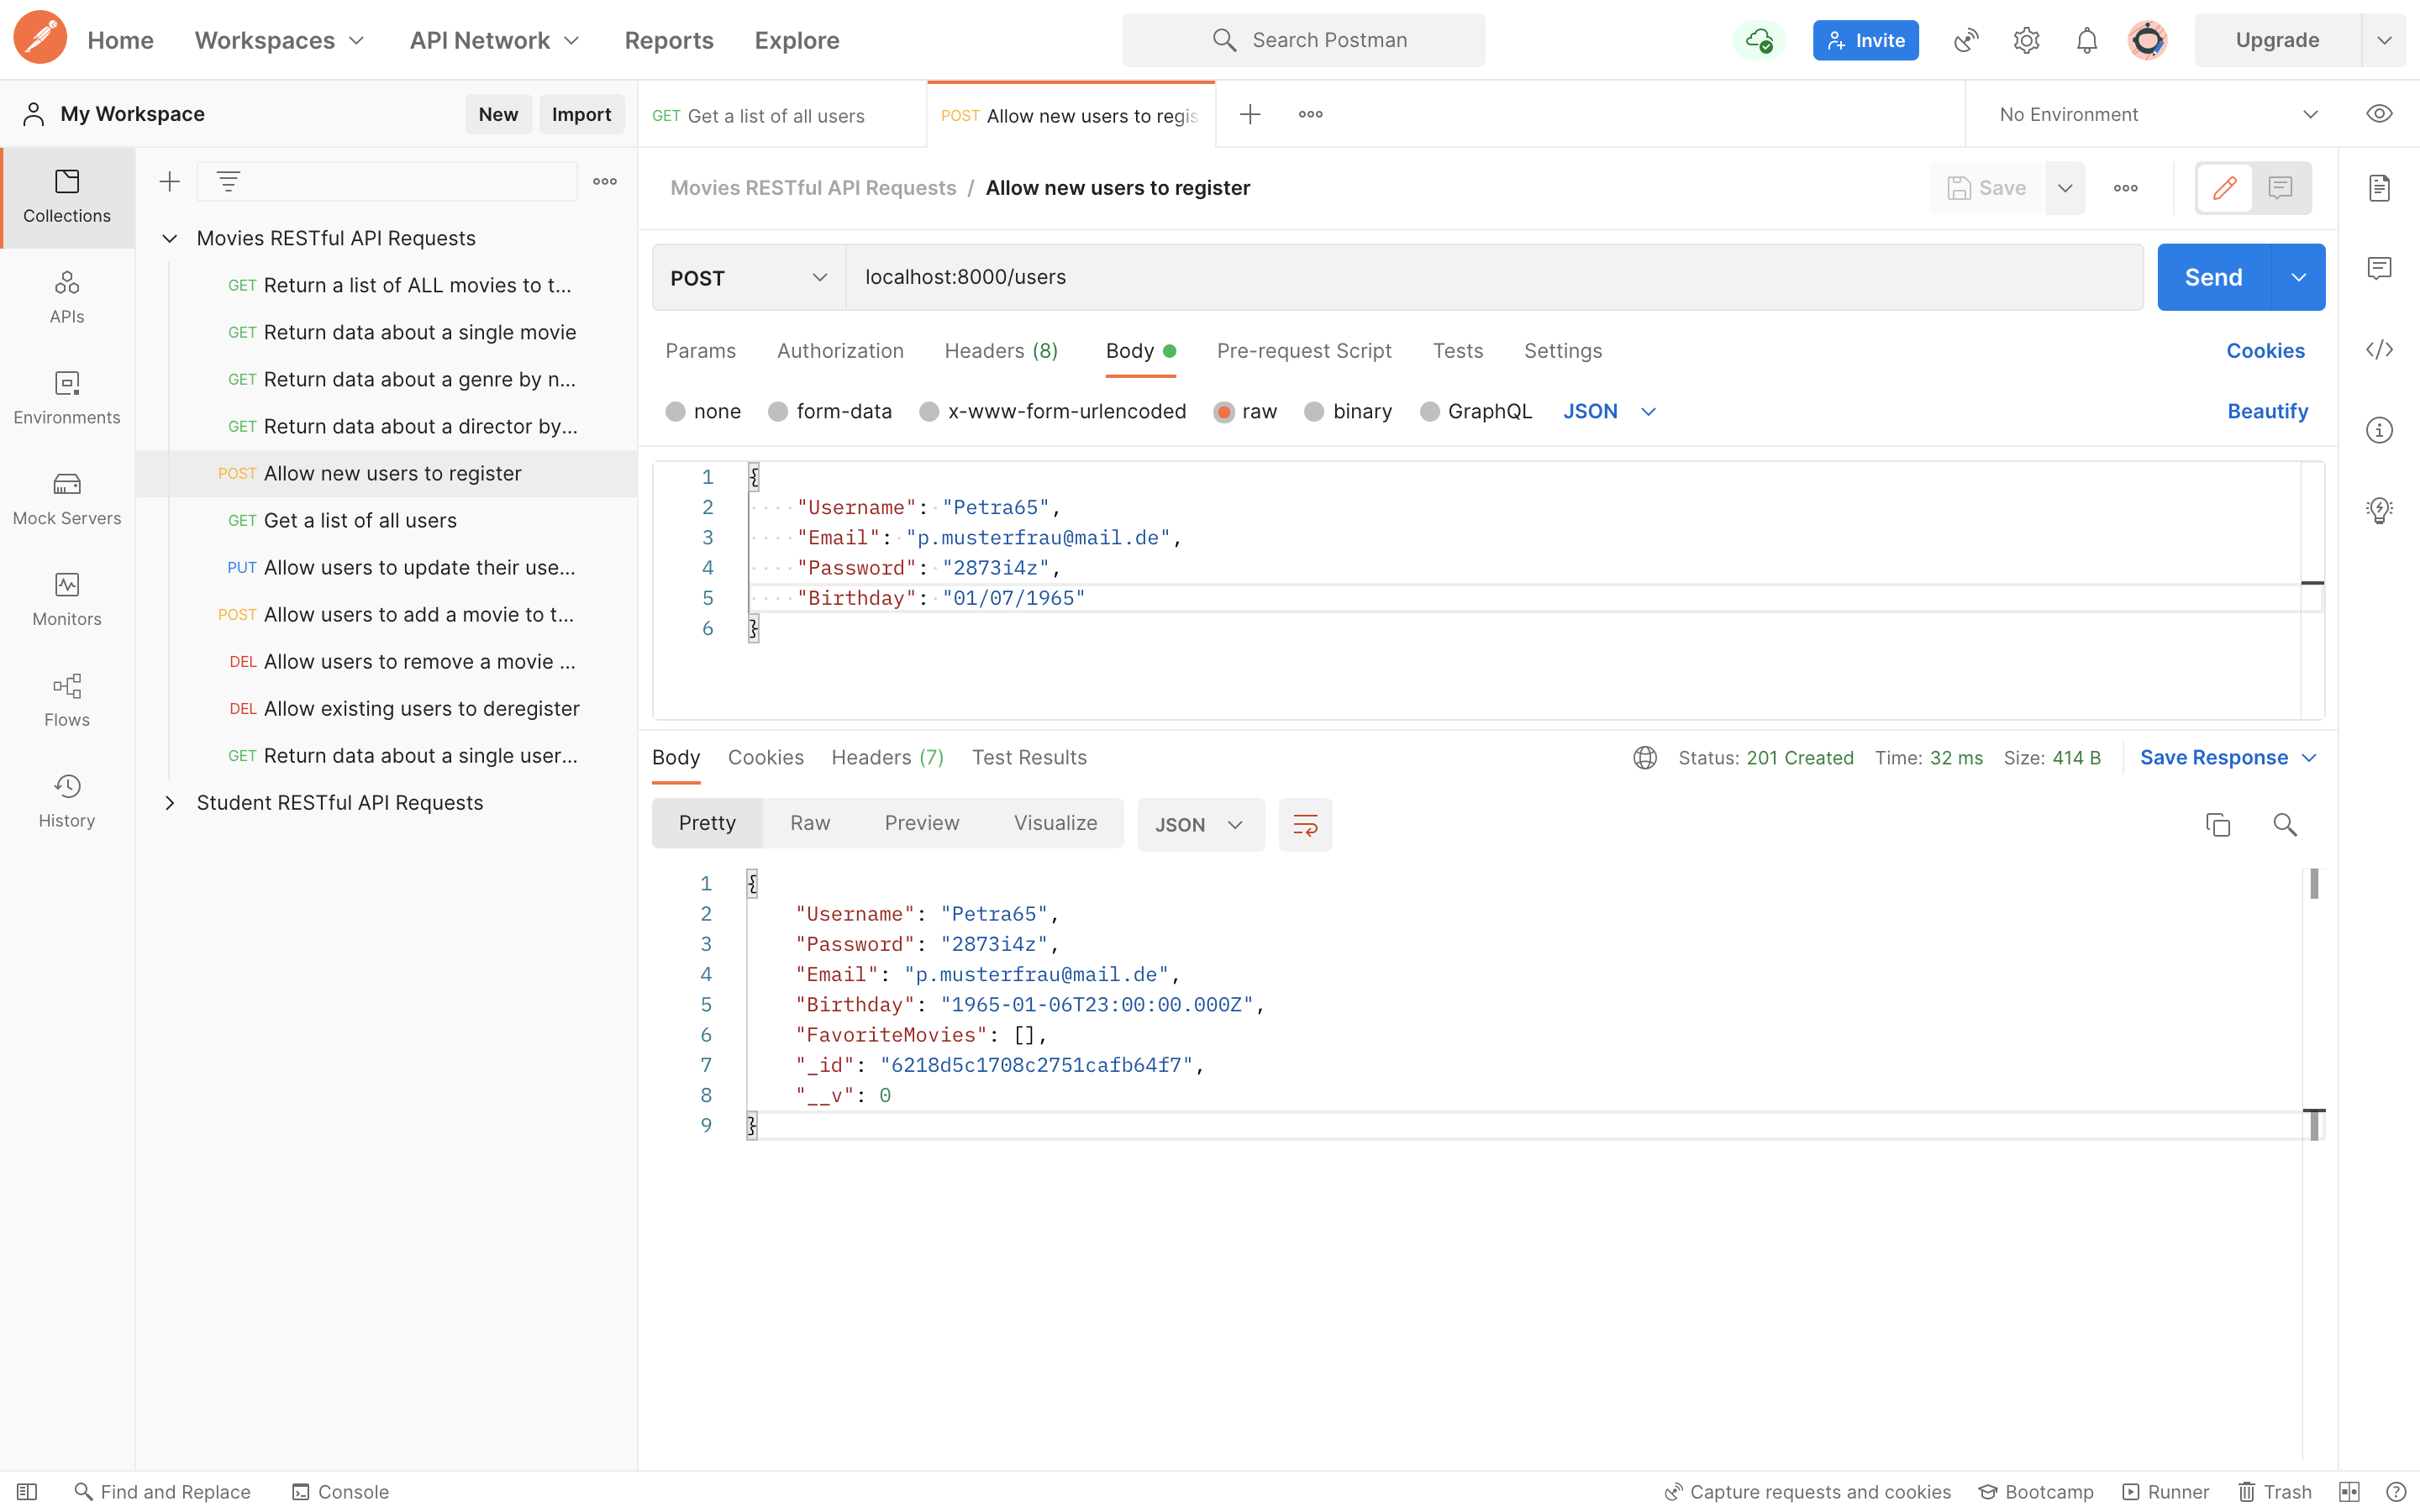 Home
Workspaces
API Network
Reports
Explore
Search Postman
Invite
Upgrade
My Workspace
New
Import
GET Get a list of all users
POST Allow new users to regis
No Environment
Collections
APIs
Environments
Mock Servers
Monitors
Flows
History
Movies RESTful API Requests
GET Return a list of ALL movies to t...
GET Return data about a single movie
GET Return data about a genre by n...
GET Return data about a director by...
POST Allow new users to register
GET Get a list of all users
PUT Allow users to update their use...
POST Allow users to add a movie to t...
DEL Allow users to remove a movie ...
DEL Allow existing users to deregister
GET Return data about a single user...
Student RESTful API Requests
Movies RESTful API Requests / Allow new users to register
Save
POST
localhost:8000/users
Send
Params
Authorization
Headers (8)
Body
Pre-request Script
Tests
Settings
Cookies
none
form-data
x-www-form-urlencoded
raw
binary
GraphQL
JSON
Beautify
1 {
2 "Username": "Petra65",
3 "Email": "p.musterfrau@mail.de",
4 "Password": "2873i4z",
5 "Birthday": "01/07/1965"
6 }
Body
Cookies
Headers (7)
Test Results
Status: 201 Created
Time: 32 ms
Size: 414 B
Save Response
Pretty
Raw
Preview
Visualize
JSON
1 {
2 "Username": "Petra65",
3 "Password": "2873i4z",
4 "Email": "p.musterfrau@mail.de",
5 "Birthday": "1965-01-06T23:00:00.000Z",
6 "FavoriteMovies": [],
7 "_id": "6218d5c1708c2751cafb64f7",
8 "__v": 0
9 }
Find and Replace
Console
Capture requests and cookies
Bootcamp
Runner
Trash